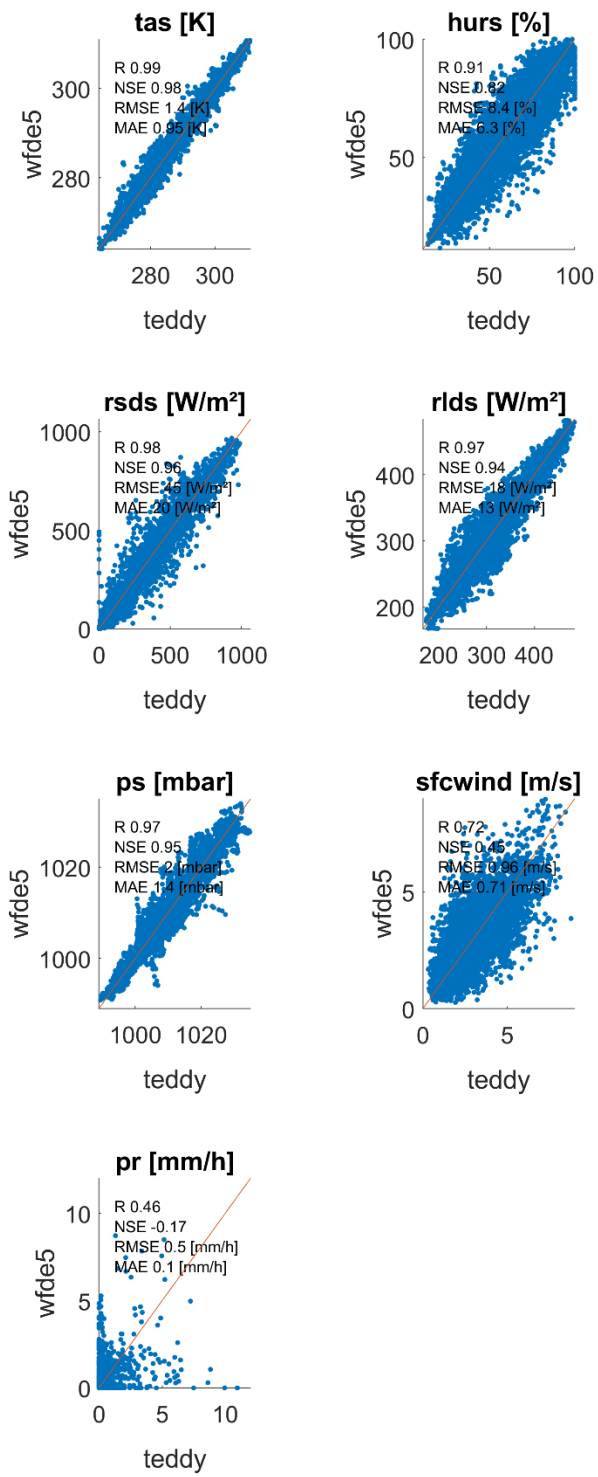 tas [K]
R 0.99
NSE 0.98
RMSE 1.4 [K]
MAE 0.95 [K]
300
280
wfde5
280 300
teddy
hurs [%]
100
R 0.91
NSE 0.82
RMSE 8.4 [%]
MAE 6.3 [%]
50
wfde5
50 100
teddy
rsds [W/m²]
1000
R 0.98
NSE 0.96
RMSE 45 [W/m²]
MAE 20 [W/m²]
500
wfde5
0
0 500 1000
teddy
rlds [W/m²]
R 0.97
NSE 0.94
RMSE 18 [W/m²]
MAE 13 [W/m²]
400
300
200
wfde5
200 300 400
teddy
ps [mbar]
R 0.97
NSE 0.95
RMSE 2 [mbar]
MAE 1.4 [mbar]
1020
1000
wfde5
1000 1020
teddy
sfcwind [m/s]
R 0.72
NSE 0.45
RMSE 0.96 [m/s]
MAE 0.71 [m/s]
5
0
wfde5
0 5
teddy
pr [mm/h]
R 0.46
NSE -0.17
RMSE 0.5 [mm/h]
MAE 0.1 [mm/h]
10
5
0
wfde5
0 5 10
teddy